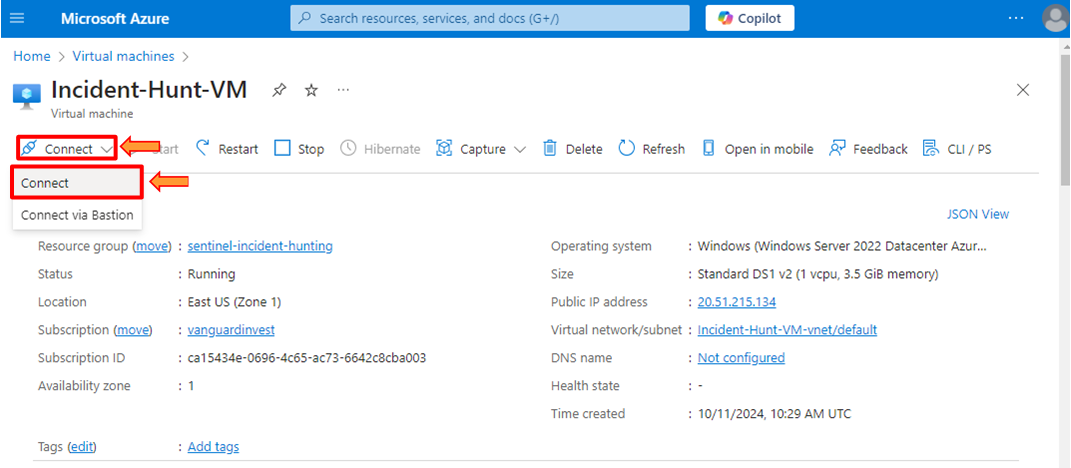 Microsoft Azure Search resources, services, and docs (G+/) Copilot ...
Home > Virtual machines >
Incident-Hunt-VM ...
Virtual machine
Connect Restart Stop Hibernate Capture Delete Refresh Open in mobile Feedback CLI / PS
Connect
Connect via Bastion
JSON View
Resource group (move) : sentinel-incident-hunting Operating system : Windows (Windows Server 2022 Datacenter Azur...
Status : Running Size : Standard DS1 v2 (1 vcpu, 3.5 GiB memory)
Location : East US (Zone 1) Public IP address : 20.51.215.134
Subscription (move) : vanguardinvest Virtual network/subnet : Incident-Hunt-VM-vnet/default
Subscription ID : ca15434e-0696-4c65-ac73-6642c8cba003 DNS name : Not configured
Availability zone : 1 Health state : -
Time created : 10/11/2024, 10:29 AM UTC
Tags (edit) : Add tags